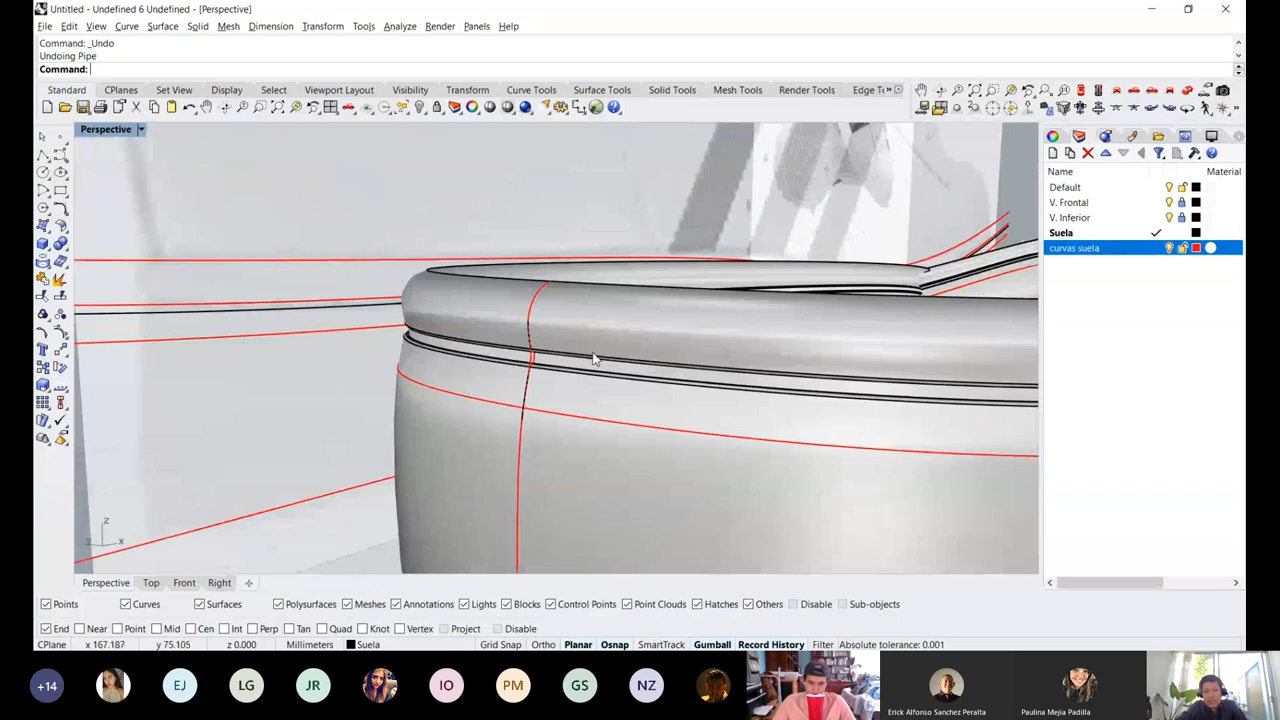 Untitled - Undefined 6 Undefined - [Perspective]
File Edit View Curve Surface Solid Mesh Dimension Transform Tools Analyze Render Panels Help
Command: _Undo
Undoing Pipe
Command:
Standard CPlanes Set View Display Select Viewport Layout Visibility Transform Curve Tools Surface Tools Solid Tools Mesh Tools Render Tools Edge T
Perspective
Name Material
Default
V. Frontal
V. Inferior
Suela
curvas suela
z
y x
Perspective Top Front Right
Points Curves Surfaces Polysurfaces Meshes Annotations Lights Blocks Control Points Point Clouds Hatches Others Disable Sub-objects
End Near Point Mid Cen Int Perp Tan Quad Knot Vertex Project Disable
CPlane x 167.187 y 75.105 z 0.000 Millimeters Suela Grid Snap Ortho Planar Osnap SmartTrack Gumball Record History Filter Absolute tolerance: 0.001
+14 EJ LG JR IO PM GS NZ
Erick Alfonso Sanchez Peralta Paulina Mejia Padilla